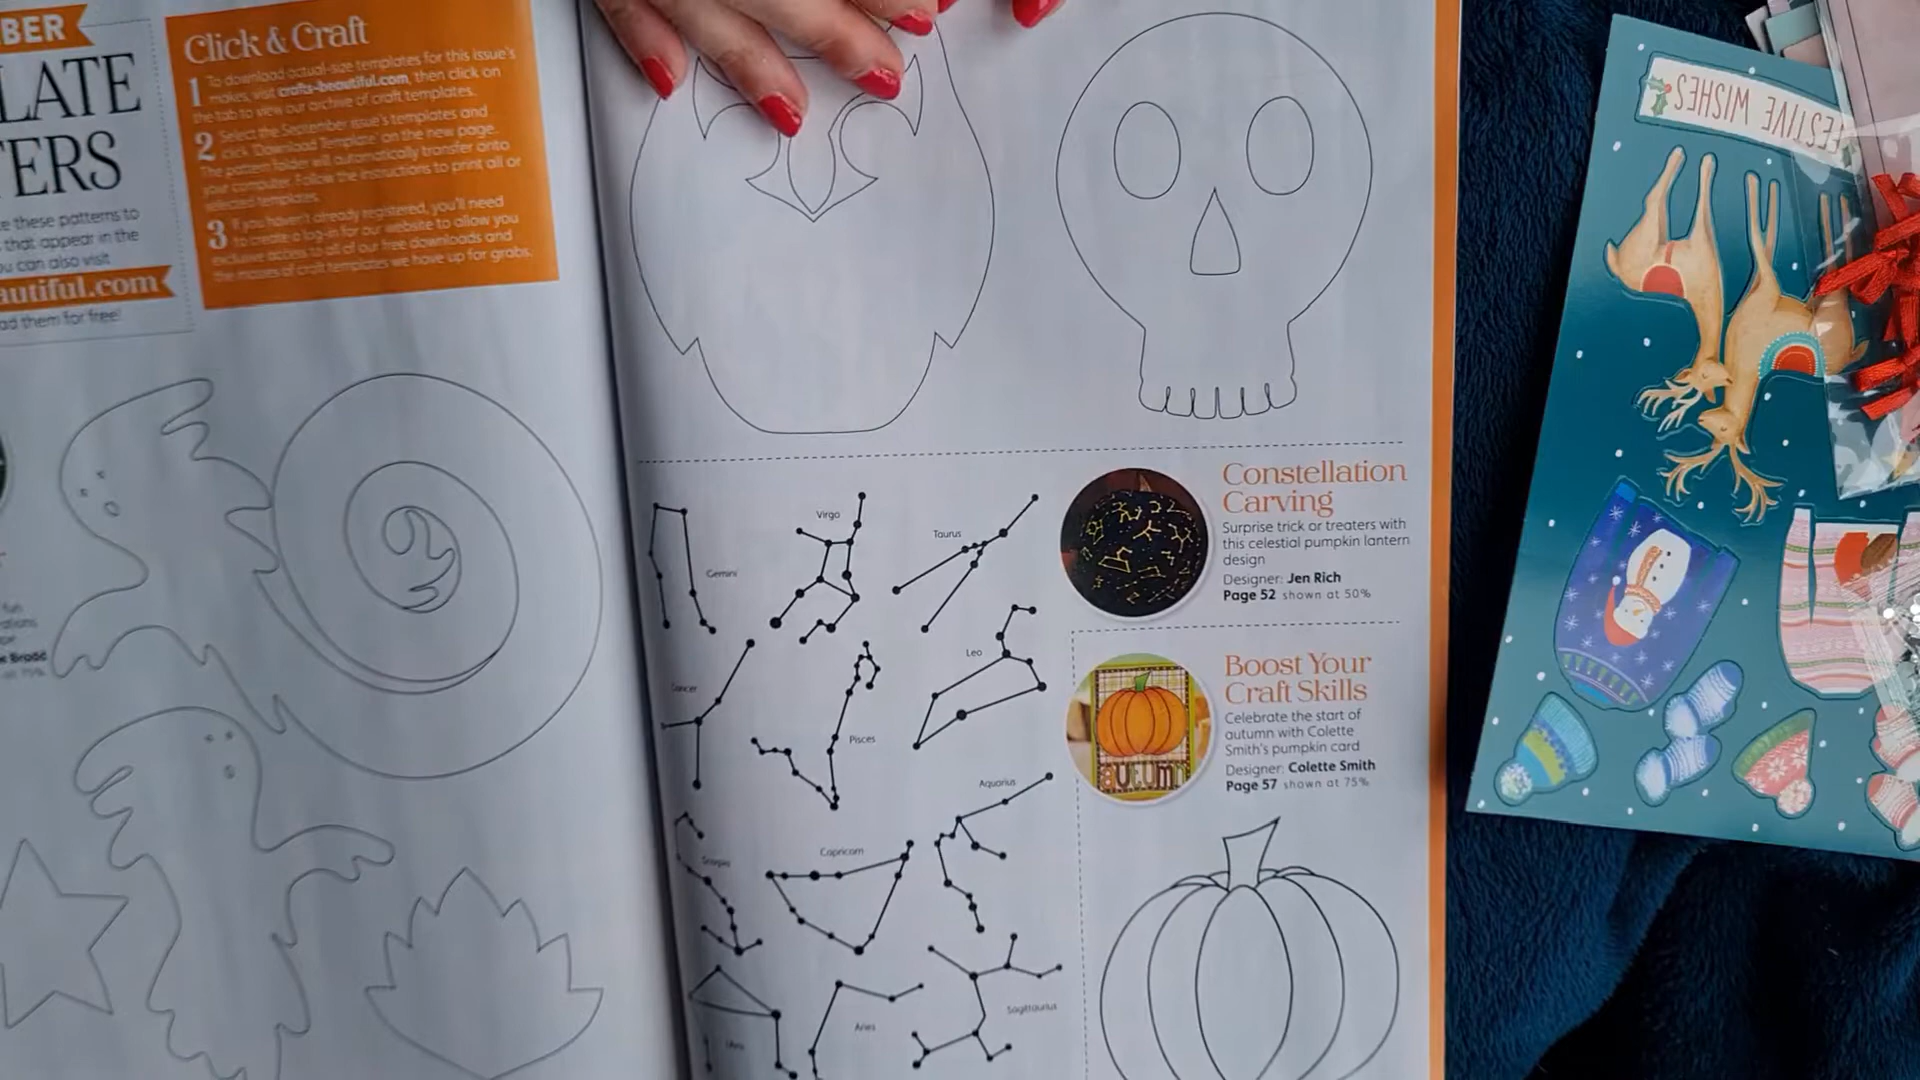 BER
LATE
TERS
e these patterns to
that appear in the
u can also visit
autiful.com
ad them for free!
Click & Craft
1 To download actual-size templates for this issue's
makes, visit crafts-beautiful.com, then click on
the tab to view our archive of craft templates.
2 Select the September issue's templates and
click 'Download Template' on the new page.
The pattern folder will automatically transfer onto
your computer. Follow the instructions to print all or
selected templates.
3 If you haven't already registered, you'll need
to create a log-in for our website to allow you
exclusive access to all of our free downloads and
the masses of craft templates we have up for grabs.
Gemini
Virgo
Taurus
Cancer
Pisces
Leo
Scorpio
Capricorn
Aquarius
Aries
Sagittarius
Constellation
Carving
Surprise trick or treaters with
this celestial pumpkin lantern
design
Designer: Jen Rich
Page 52 shown at 50%
Boost Your
Craft Skills
Celebrate the start of
autumn with Colette
Smith's pumpkin card
Designer: Colette Smith
Page 57 shown at 75%
AUTUMN
FESTIVE WISHES